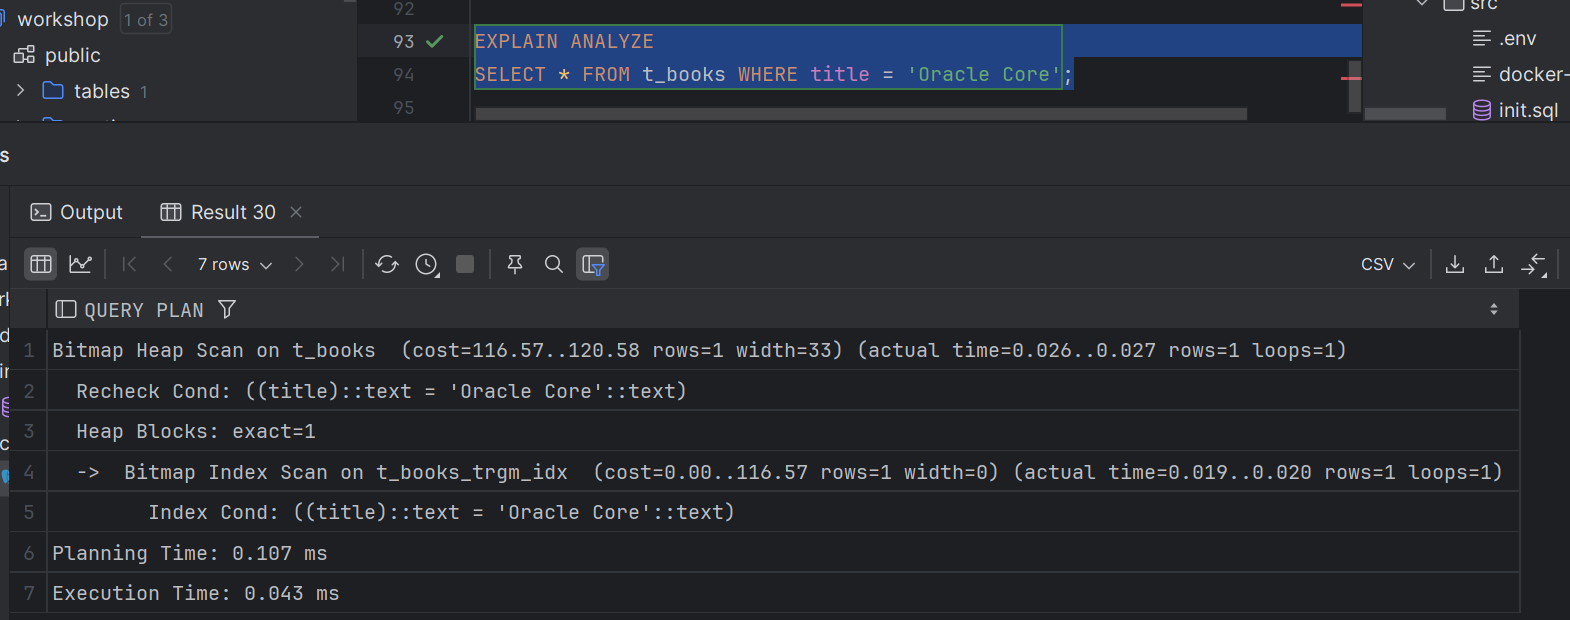 workshop 1 of 3
public
tables 1
92
93 EXPLAIN ANALYZE
94 SELECT * FROM t_books WHERE title = 'Oracle Core';
95
src
.env
docker-
init.sql
s
Output Result 30
7 rows CSV
QUERY PLAN
1 Bitmap Heap Scan on t_books (cost=116.57..120.58 rows=1 width=33) (actual time=0.026..0.027 rows=1 loops=1)
2 Recheck Cond: ((title)::text = 'Oracle Core'::text)
3 Heap Blocks: exact=1
4 -> Bitmap Index Scan on t_books_trgm_idx (cost=0.00..116.57 rows=1 width=0) (actual time=0.019..0.020 rows=1 loops=1)
5 Index Cond: ((title)::text = 'Oracle Core'::text)
6 Planning Time: 0.107 ms
7 Execution Time: 0.043 ms